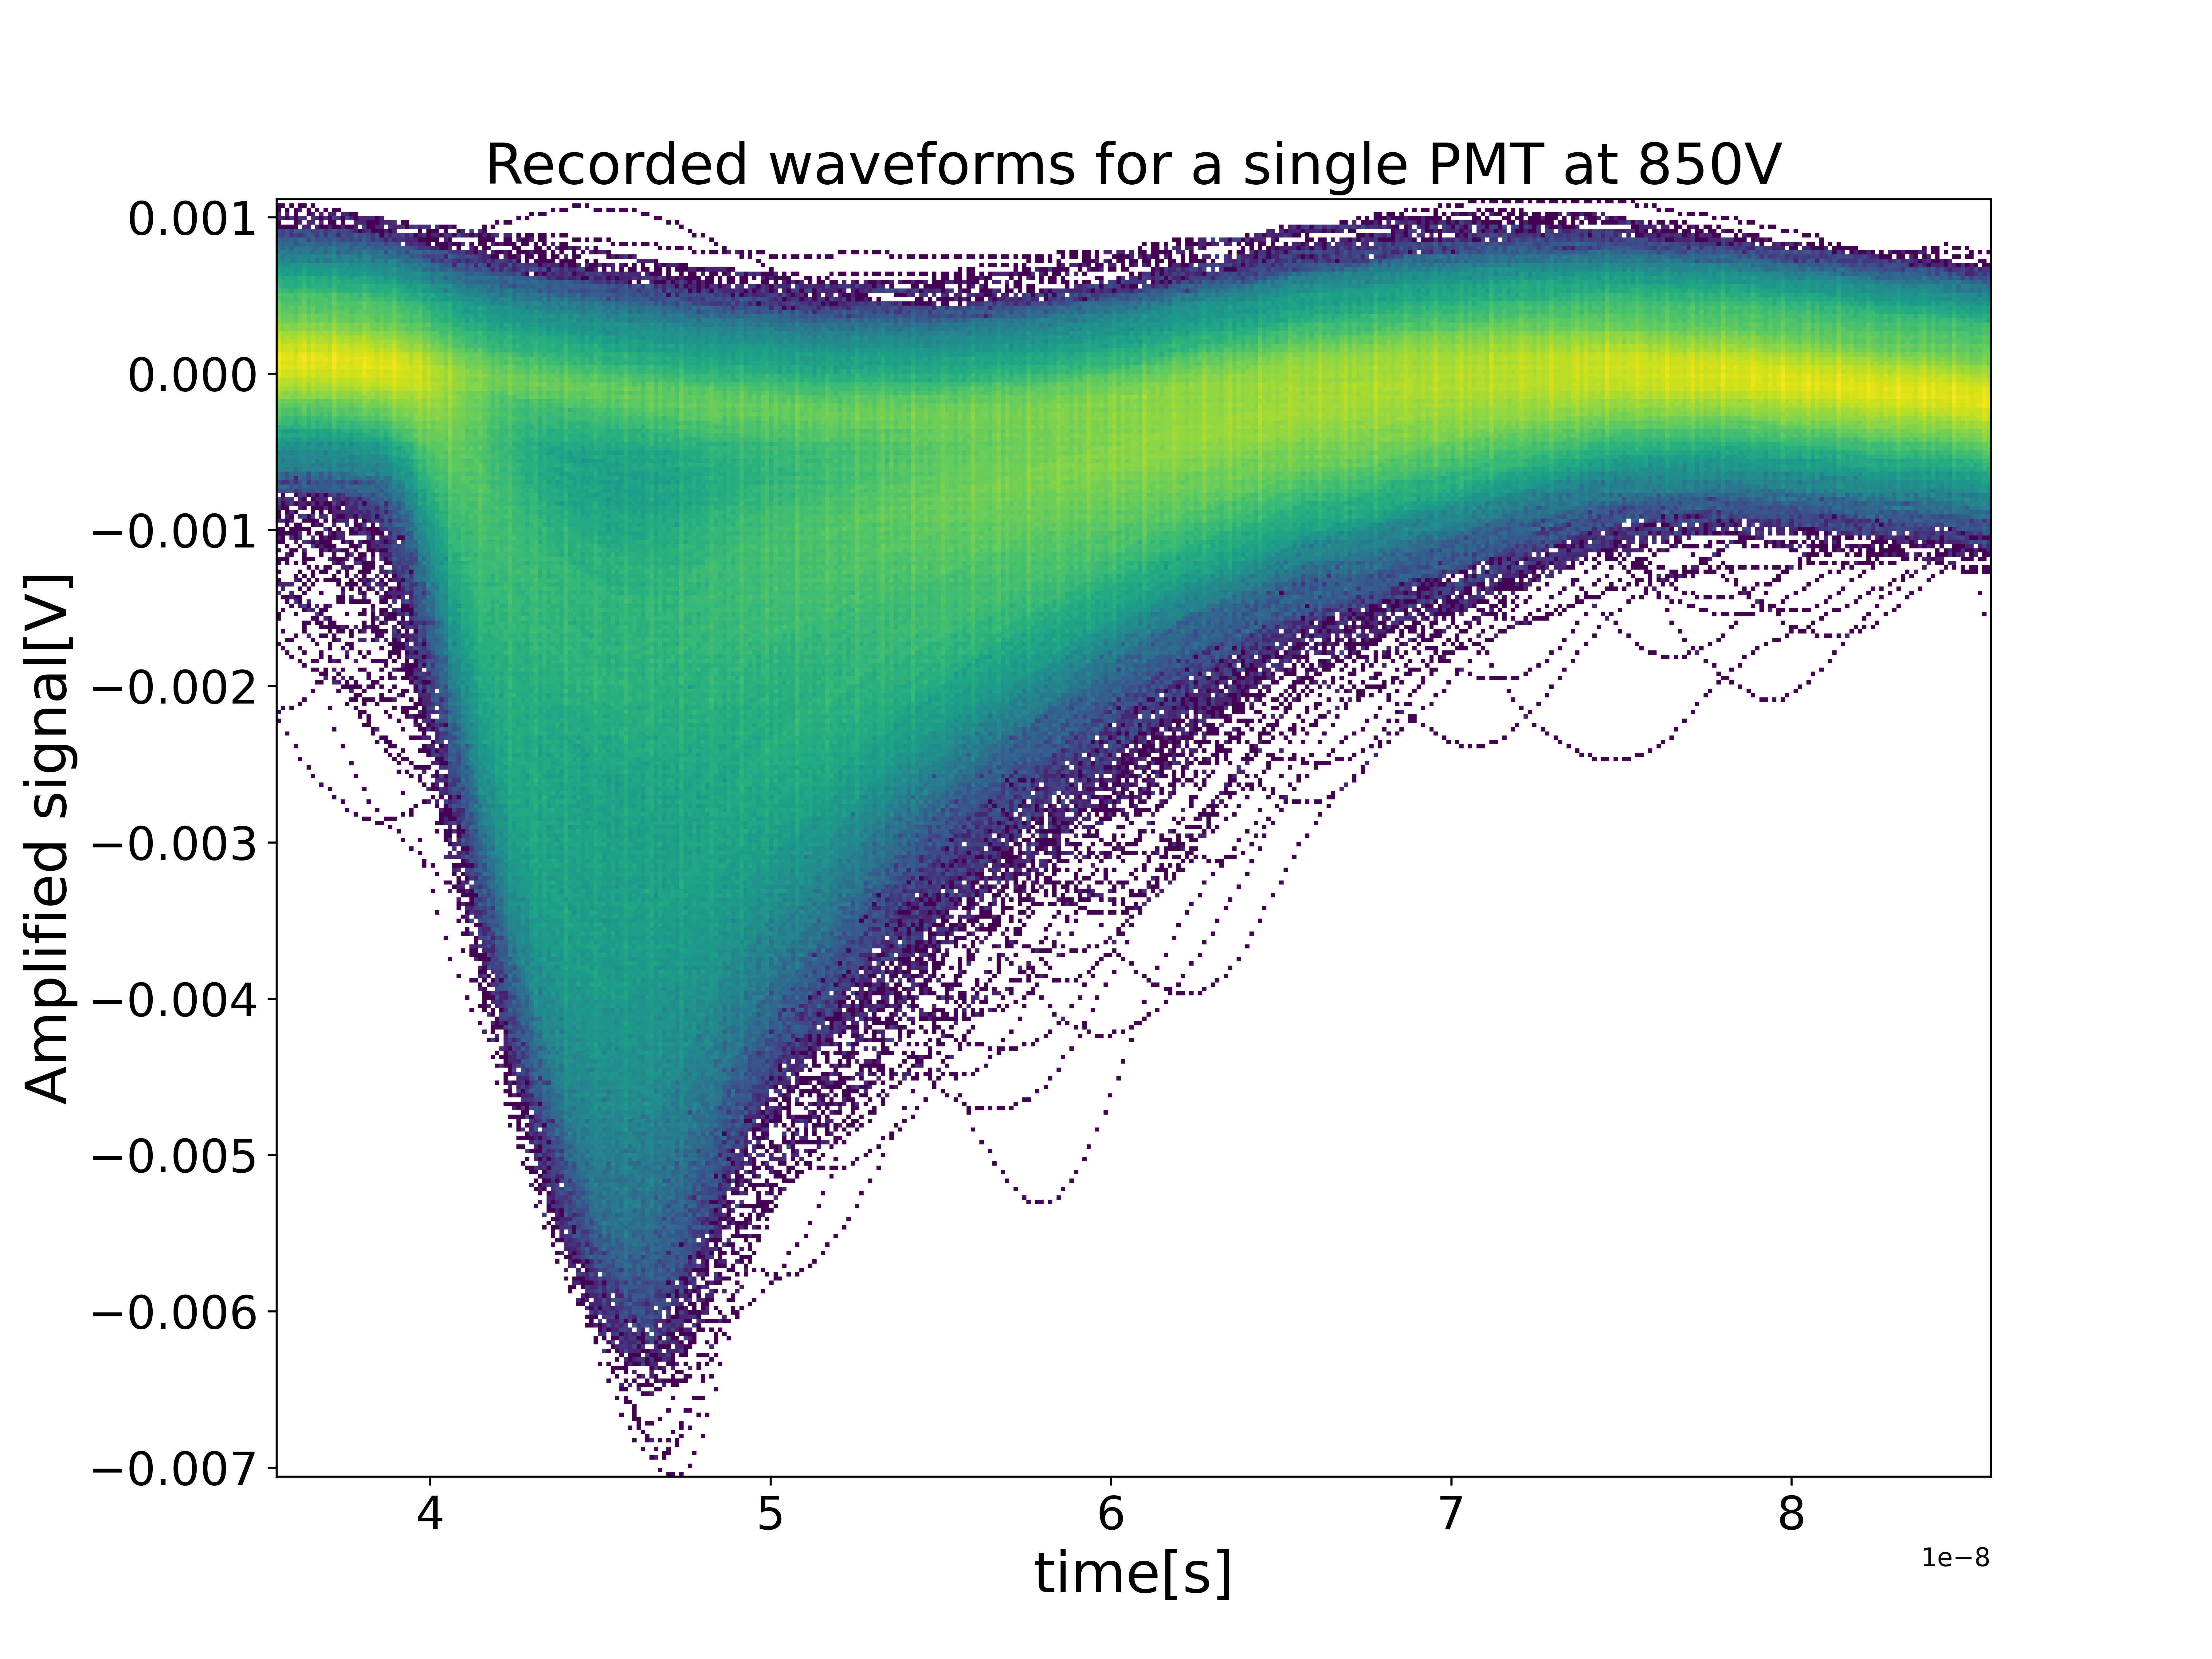 Recorded waveforms for a single PMT at 850V
0.001
0.000
−0.001
−0.002
−0.003
−0.004
−0.005
−0.006
−0.007
Amplified signal[V]
4 5 6 7 8
1e−8
time[s]